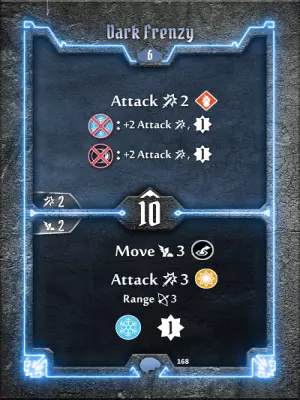 Dark Frenzy
6
Attack 2
: +2 Attack , 1
: +2 Attack , 1
2
10
2
Move 3
Attack 3
Range 3
1
168